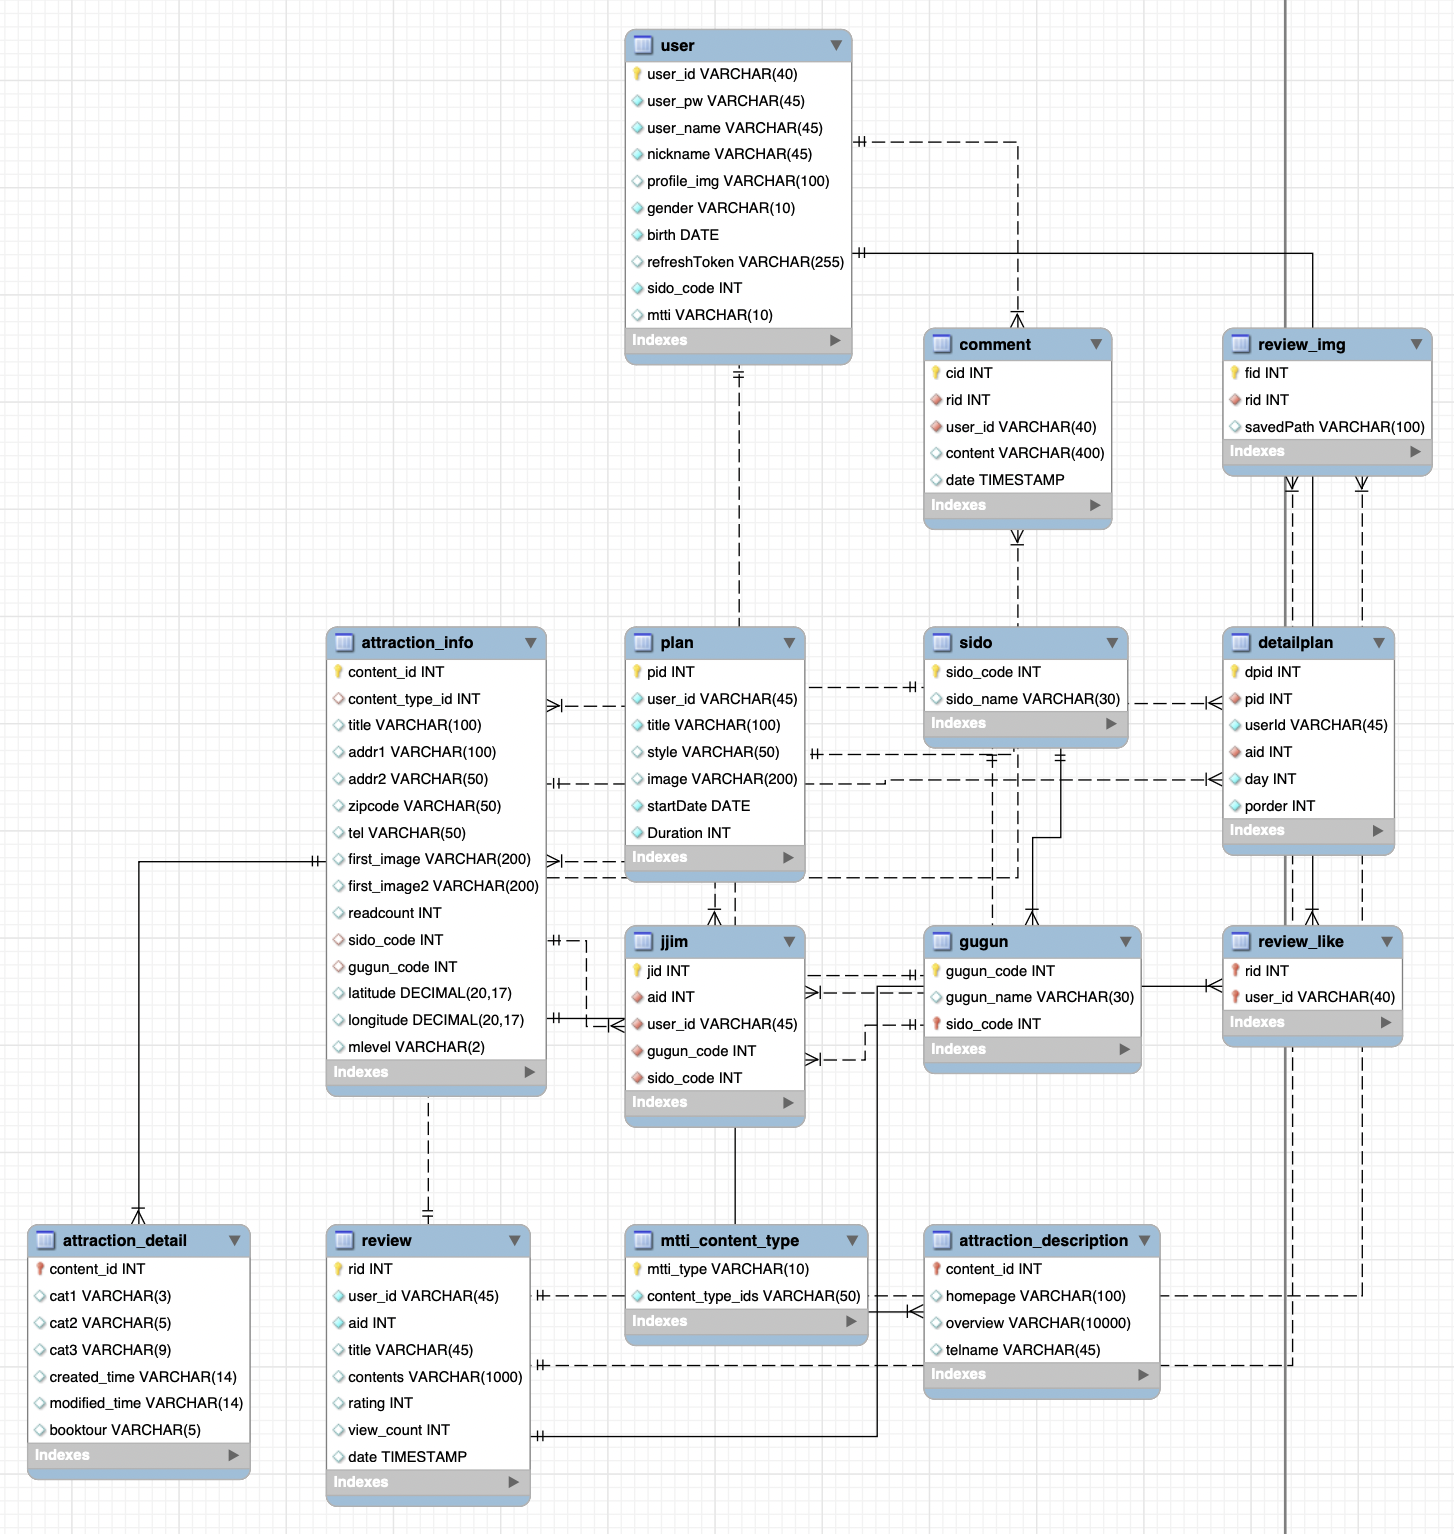 user
user_id VARCHAR(40)
user_pw VARCHAR(45)
user_name VARCHAR(45)
nickname VARCHAR(45)
profile_img VARCHAR(100)
gender VARCHAR(10)
birth DATE
refreshToken VARCHAR(255)
sido_code INT
mtti VARCHAR(10)
Indexes
comment
cid INT
rid INT
user_id VARCHAR(40)
content VARCHAR(400)
date TIMESTAMP
Indexes
review_img
fid INT
rid INT
savedPath VARCHAR(100)
Indexes
attraction_info
content_id INT
content_type_id INT
title VARCHAR(100)
addr1 VARCHAR(100)
addr2 VARCHAR(50)
zipcode VARCHAR(50)
tel VARCHAR(50)
first_image VARCHAR(200)
first_image2 VARCHAR(200)
readcount INT
sido_code INT
gugun_code INT
latitude DECIMAL(20,17)
longitude DECIMAL(20,17)
mlevel VARCHAR(2)
Indexes
plan
pid INT
user_id VARCHAR(45)
title VARCHAR(100)
style VARCHAR(50)
image VARCHAR(200)
startDate DATE
Duration INT
Indexes
sido
sido_code INT
sido_name VARCHAR(30)
Indexes
detailplan
dpid INT
pid INT
userId VARCHAR(45)
aid INT
day INT
porder INT
Indexes
jjim
jid INT
aid INT
user_id VARCHAR(45)
gugun_code INT
sido_code INT
Indexes
gugun
gugun_code INT
gugun_name VARCHAR(30)
sido_code INT
Indexes
review_like
rid INT
user_id VARCHAR(40)
Indexes
attraction_detail
content_id INT
cat1 VARCHAR(3)
cat2 VARCHAR(5)
cat3 VARCHAR(9)
created_time VARCHAR(14)
modified_time VARCHAR(14)
booktour VARCHAR(5)
Indexes
review
rid INT
user_id VARCHAR(45)
aid INT
title VARCHAR(45)
contents VARCHAR(1000)
rating INT
view_count INT
date TIMESTAMP
Indexes
mtti_content_type
mtti_type VARCHAR(10)
content_type_ids VARCHAR(50)
Indexes
attraction_description
content_id INT
homepage VARCHAR(100)
overview VARCHAR(10000)
telname VARCHAR(45)
Indexes